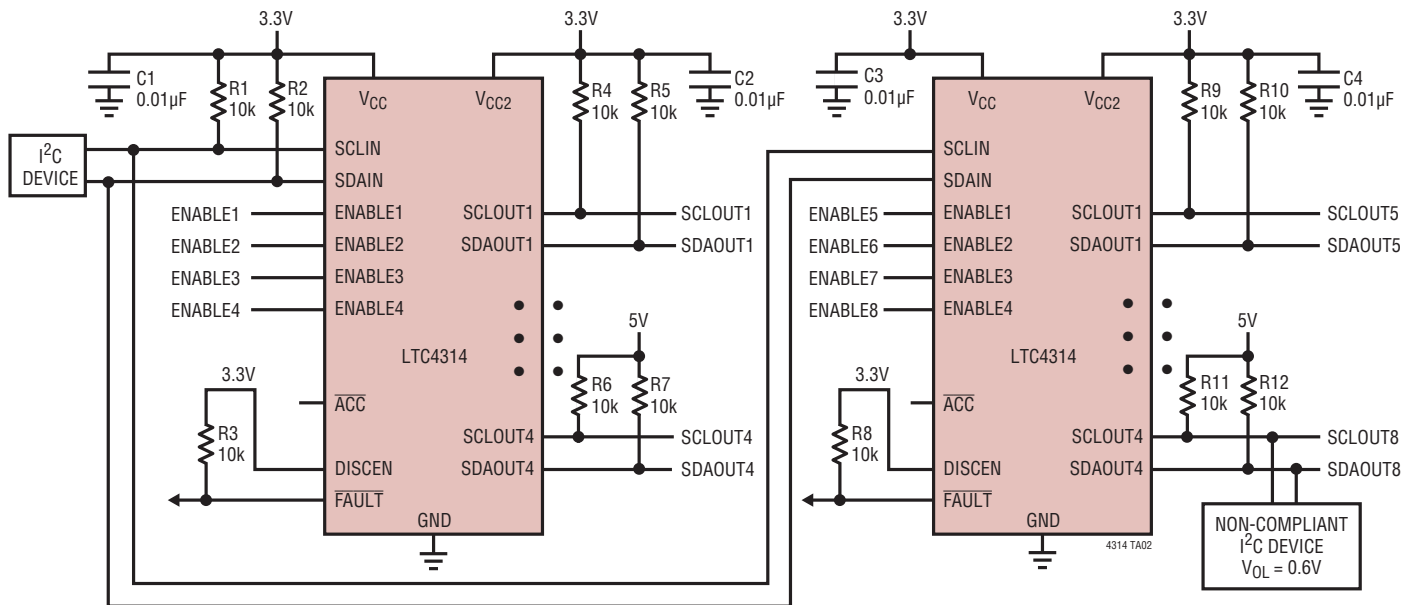 3.3V
3.3V
3.3V
3.3V
C1
0.01µF
R1
10k
R2
10k
VCC
VCC2
R4
10k
R5
10k
C2
0.01µF
C3
0.01µF
VCC
VCC2
R9
10k
R10
10k
C4
0.01µF
I2C
DEVICE
SCLIN
SDAIN
SCLIN
SDAIN
ENABLE1
ENABLE1
SCLOUT1
SCLOUT1
ENABLE5
ENABLE1
SCLOUT1
SCLOUT5
ENABLE2
ENABLE2
SDAOUT1
SDAOUT1
ENABLE6
ENABLE2
SDAOUT1
SDAOUT5
ENABLE3
ENABLE3
ENABLE7
ENABLE3
ENABLE4
ENABLE4
ENABLE8
ENABLE4
5V
5V
LTC4314
LTC4314
3.3V
R6
10k
R7
10k
3.3V
R11
10k
R12
10k
ACC
ACC
R3
10k
SCLOUT4
SCLOUT4
R8
10k
SCLOUT4
SCLOUT8
DISCEN
SDAOUT4
SDAOUT4
DISCEN
SDAOUT4
SDAOUT8
FAULT
FAULT
GND
GND
4314 TA02
NON-COMPLIANT
I2C DEVICE
VOL = 0.6V